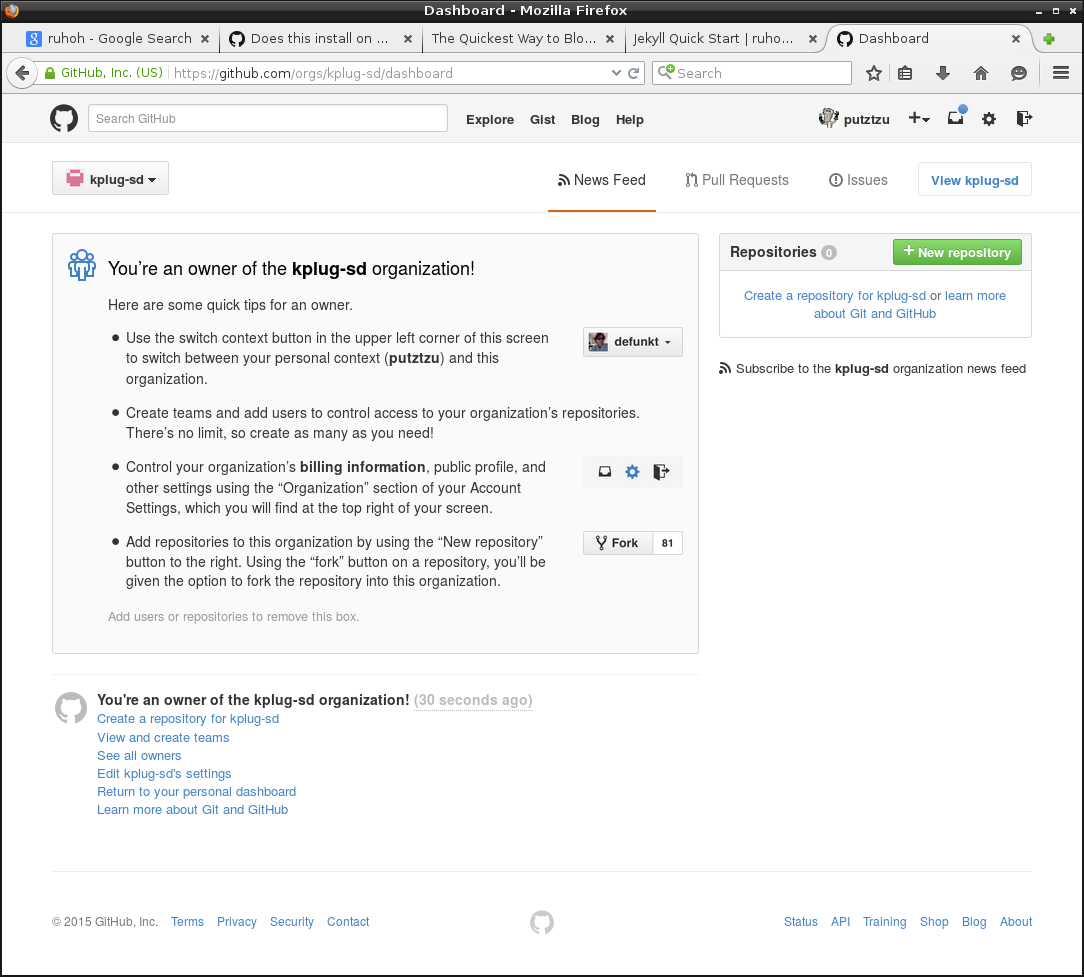 Dashboard - Mozilla Firefox
ruhoh - Google Search
Does this install on ...
The Quickest Way to Blo...
Jekyll Quick Start | ruho...
Dashboard
GitHub, Inc. (US)
https://github.com/orgs/kplug-sd/dashboard
Search
Search GitHub
Explore Gist Blog Help
putztzu
kplug-sd
News Feed
Pull Requests
Issues
View kplug-sd
You're an owner of the kplug-sd organization!
Here are some quick tips for an owner.
Use the switch context button in the upper left corner of this screen
to switch between your personal context (putztzu) and this
organization.
defunkt
Create teams and add users to control access to your organization's repositories.
There's no limit, so create as many as you need!
Control your organization's billing information, public profile, and
other settings using the “Organization” section of your Account
Settings, which you will find at the top right of your screen.
Add repositories to this organization by using the “New repository”
button to the right. Using the “fork” button on a repository, you'll be
given the option to fork the repository into this organization.
Fork 81
Add users or repositories to remove this box.
Repositories 0
+ New repository
Create a repository for kplug-sd or learn more
about Git and GitHub
Subscribe to the kplug-sd organization news feed
You're an owner of the kplug-sd organization! (30 seconds ago)
Create a repository for kplug-sd
View and create teams
See all owners
Edit kplug-sd's settings
Return to your personal dashboard
Learn more about Git and GitHub
© 2015 GitHub, Inc. Terms Privacy Security Contact
Status API Training Shop Blog About